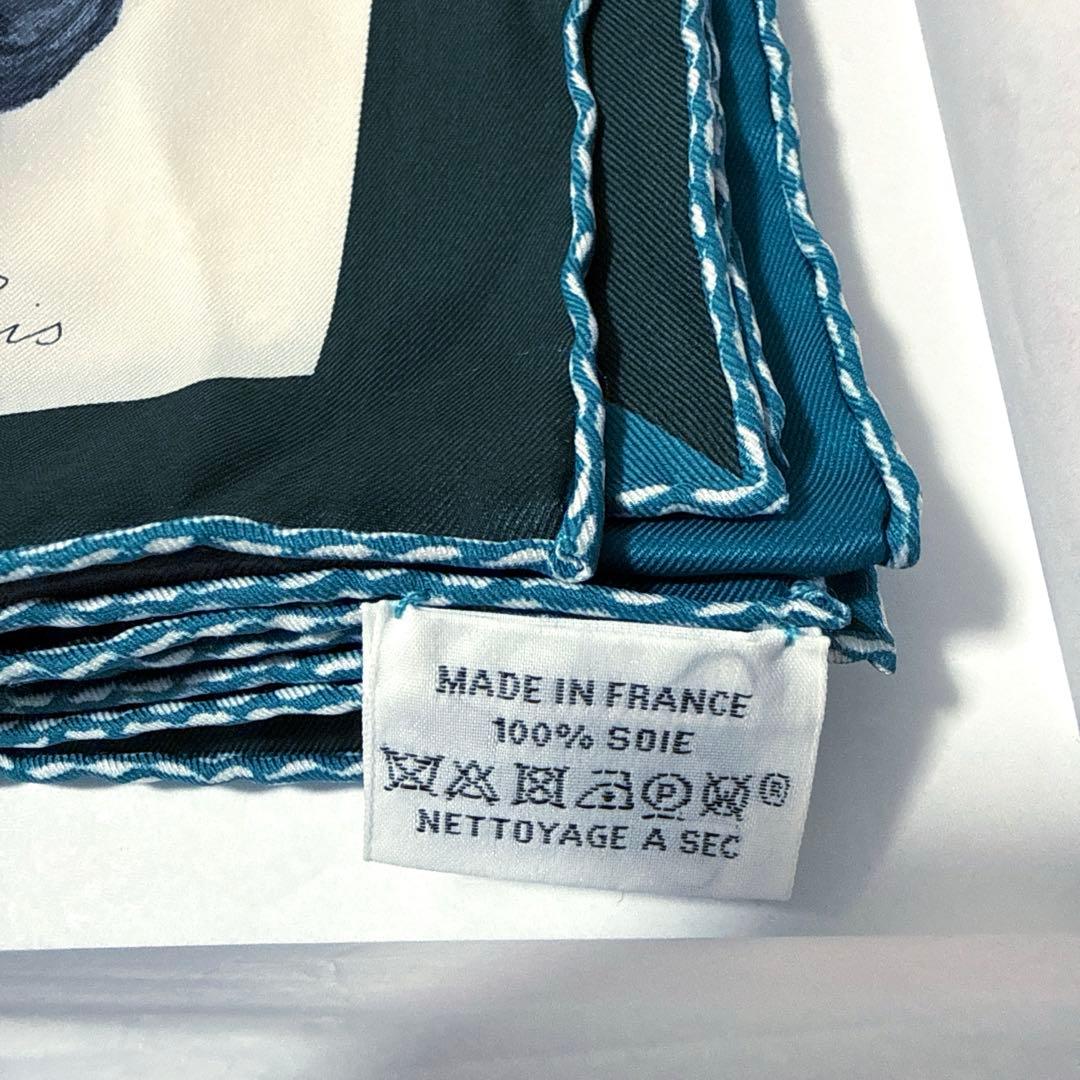 MADE IN FRANCE
100% SOIE
®
NETTOYAGE A SEC